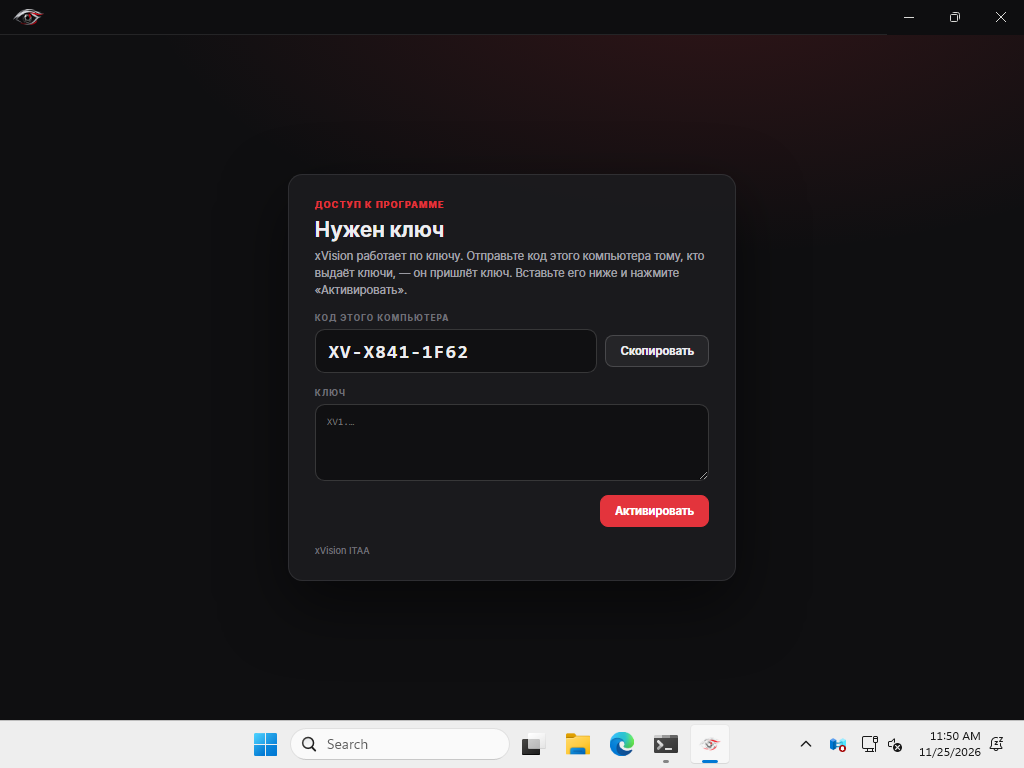 ДОСТУП К ПРОГРАММЕ
Нужен ключ
xVision работает по ключу. Отправьте код этого компьютера тому, кто
выдаёт ключи, — он пришлёт ключ. Вставьте его ниже и нажмите
«Активировать».
КОД ЭТОГО КОМПЬЮТЕРА
XV-X841-1F62
Скопировать
КЛЮЧ
XV1.…
Активировать
xVision ITAA
Search
11:50 AM
11/25/2026